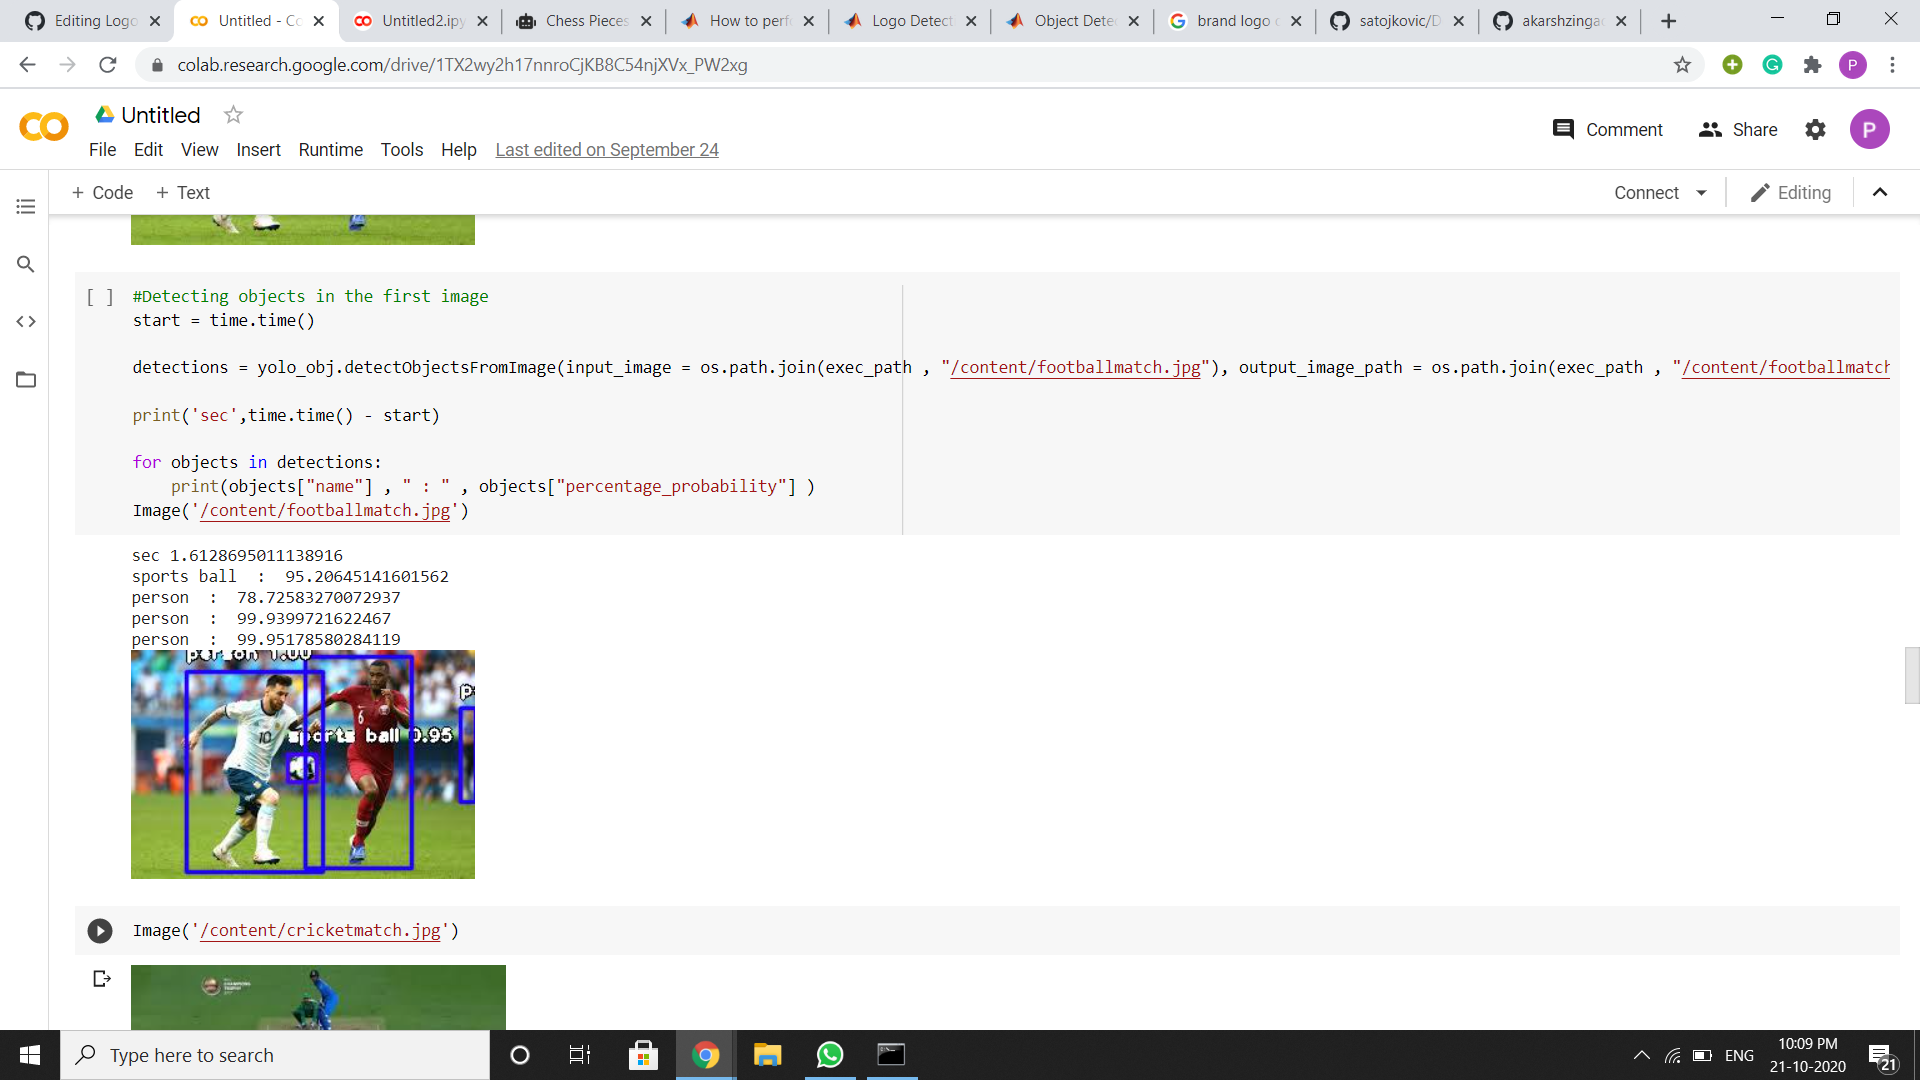 Editing Logo
Untitled - Co
Untitled2.ipy
Chess Pieces
How to perf
Logo Detect
Object Dete
brand logo
satojkovic/D
akarshzinga
colab.research.google.com/drive/1TX2wy2h17nnroCjKB8C54njXVx_PW2xg
P
Untitled
Comment
Share
P
File Edit View Insert Runtime Tools Help Last edited on September 24
+ Code + Text
Connect
Editing
[ ] #Detecting objects in the first image
start = time.time()
detections = yolo_obj.detectObjectsFromImage(input_image = os.path.join(exec_path , "/content/footballmatch.jpg"), output_image_path = os.path.join(exec_path , "/content/footballmatch
print('sec',time.time() - start)
for objects in detections:
print(objects["name"] , " : " , objects["percentage_probability"] )
Image('/content/footballmatch.jpg')
sec 1.6128695011138916
sports ball : 95.20645141601562
person : 78.72583270072937
person : 99.9399721622467
person : 99.95178580284119
person 1.00
p
6
10
sports ball 0.95
Image('/content/cricketmatch.jpg')
CHAMPIONS
Type here to search
ENG
10:09 PM
21-10-2020
21